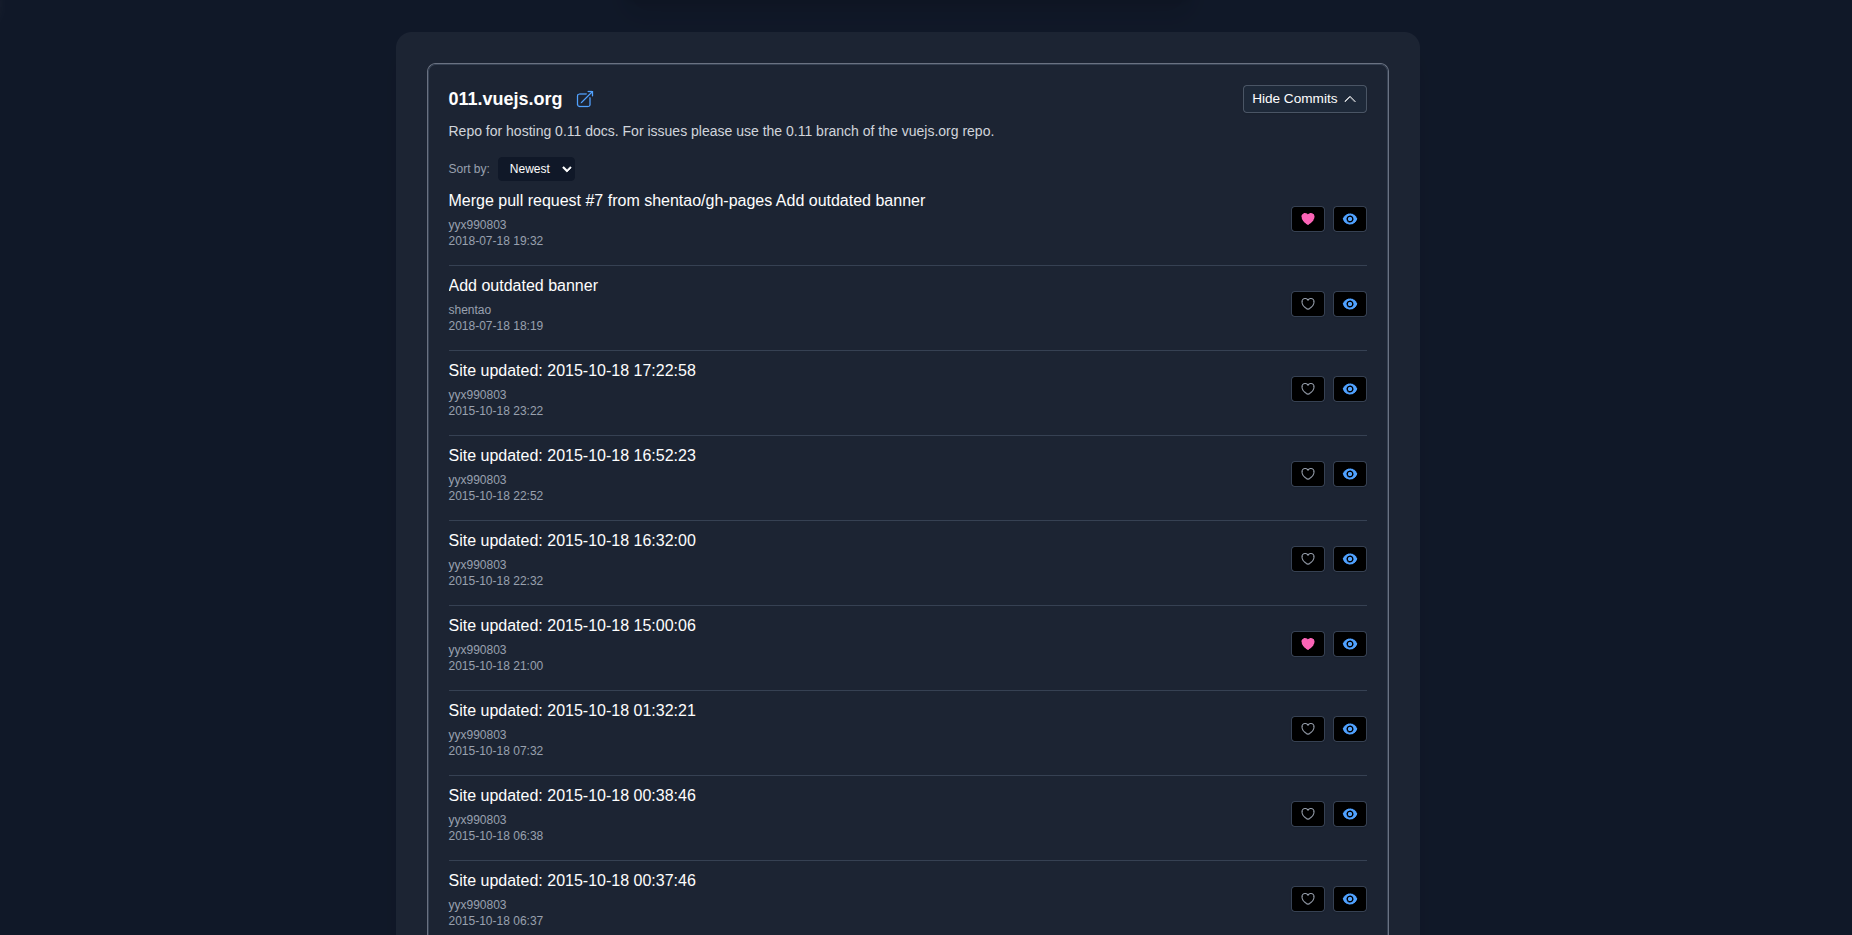 011.vuejs.org
Hide Commits
Repo for hosting 0.11 docs. For issues please use the 0.11 branch of the vuejs.org repo.
Sort by: Newest
Merge pull request #7 from shentao/gh-pages Add outdated banner
yyx990803
2018-07-18 19:32
Add outdated banner
shentao
2018-07-18 18:19
Site updated: 2015-10-18 17:22:58
yyx990803
2015-10-18 23:22
Site updated: 2015-10-18 16:52:23
yyx990803
2015-10-18 22:52
Site updated: 2015-10-18 16:32:00
yyx990803
2015-10-18 22:32
Site updated: 2015-10-18 15:00:06
yyx990803
2015-10-18 21:00
Site updated: 2015-10-18 01:32:21
yyx990803
2015-10-18 07:32
Site updated: 2015-10-18 00:38:46
yyx990803
2015-10-18 06:38
Site updated: 2015-10-18 00:37:46
yyx990803
2015-10-18 06:37